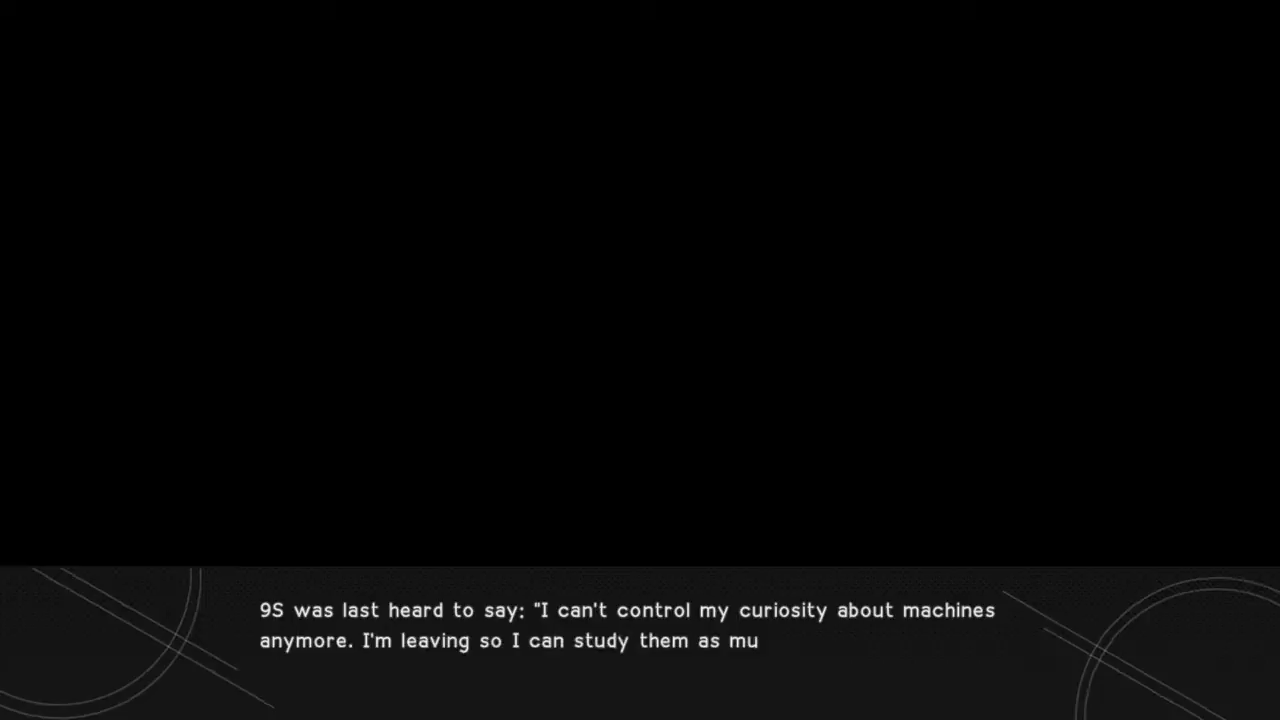 9S was last heard to say: "I can't control my curiosity about machines
anymore. I'm leaving so I can study them as mu